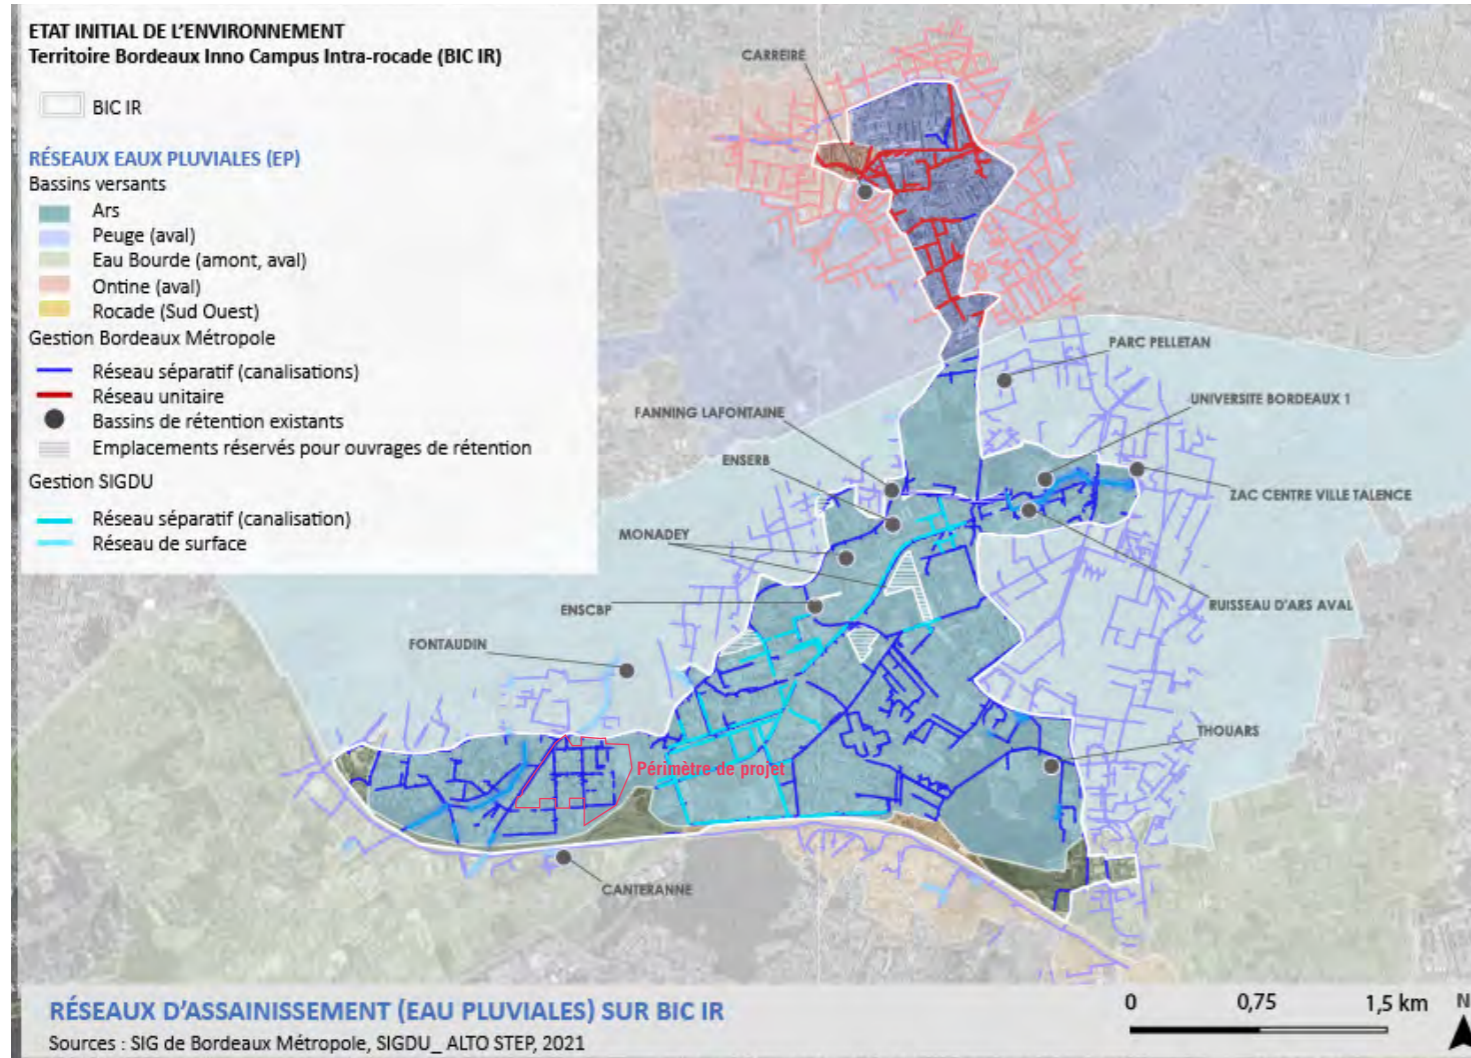 ETAT INITIAL DE L'ENVIRONNEMENT
Territoire Bordeaux Inno Campus Intra-rocade (BIC IR)
BIC IR
RÉSEAUX EAUX PLUVIALES (EP)
Bassins versants
Ars
Peuge (aval)
Eau Bourde (amont, aval)
Ontine (aval)
Rocade (Sud Ouest)
Gestion Bordeaux Métropole
Réseau séparatif (canalisations)
Réseau unitaire
Bassins de rétention existants
Emplacements réservés pour ouvrages de rétention
Gestion SIGDU
Réseau séparatif (canalisation)
Réseau de surface
CARREIRE
PARC PELLETAN
UNIVERSITE BORDEAUX 1
FANNING LAFONTAINE
ENSERB
ZAC CENTRE VILLE TALENCE
MONADEY
ENSCBP
RUISSEAU D'ARS AVAL
FONTAUDIN
THOUARS
Périmètre de projet
CANTERANNE
RÉSEAUX D'ASSAINISSEMENT (EAU PLUVIALES) SUR BIC IR
Sources : SIG de Bordeaux Métropole, SIGDU_ ALTO STEP, 2021
0 0,75 1,5 km N